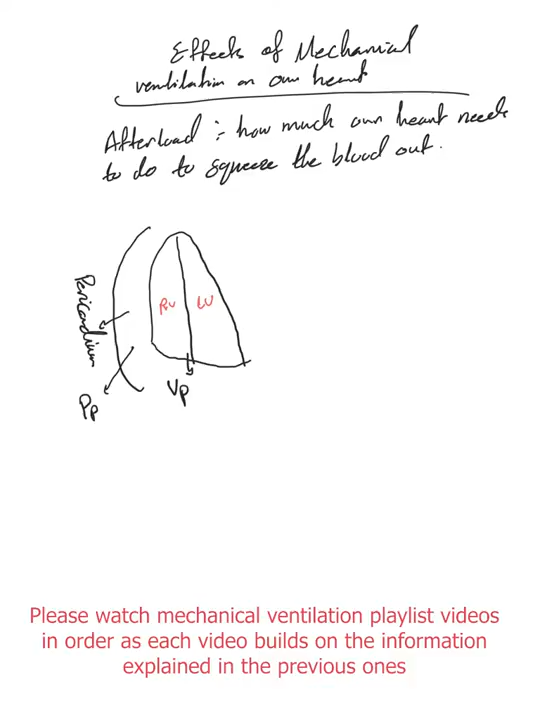 Effects of Mechanical
ventilation on our heart
Afterload :- how much our heart needs
to do to squeeze the blood out.
Pericardium
RV
LV
Vp
Pp
Please watch mechanical ventilation playlist videos
in order as each video builds on the information
explained in the previous ones